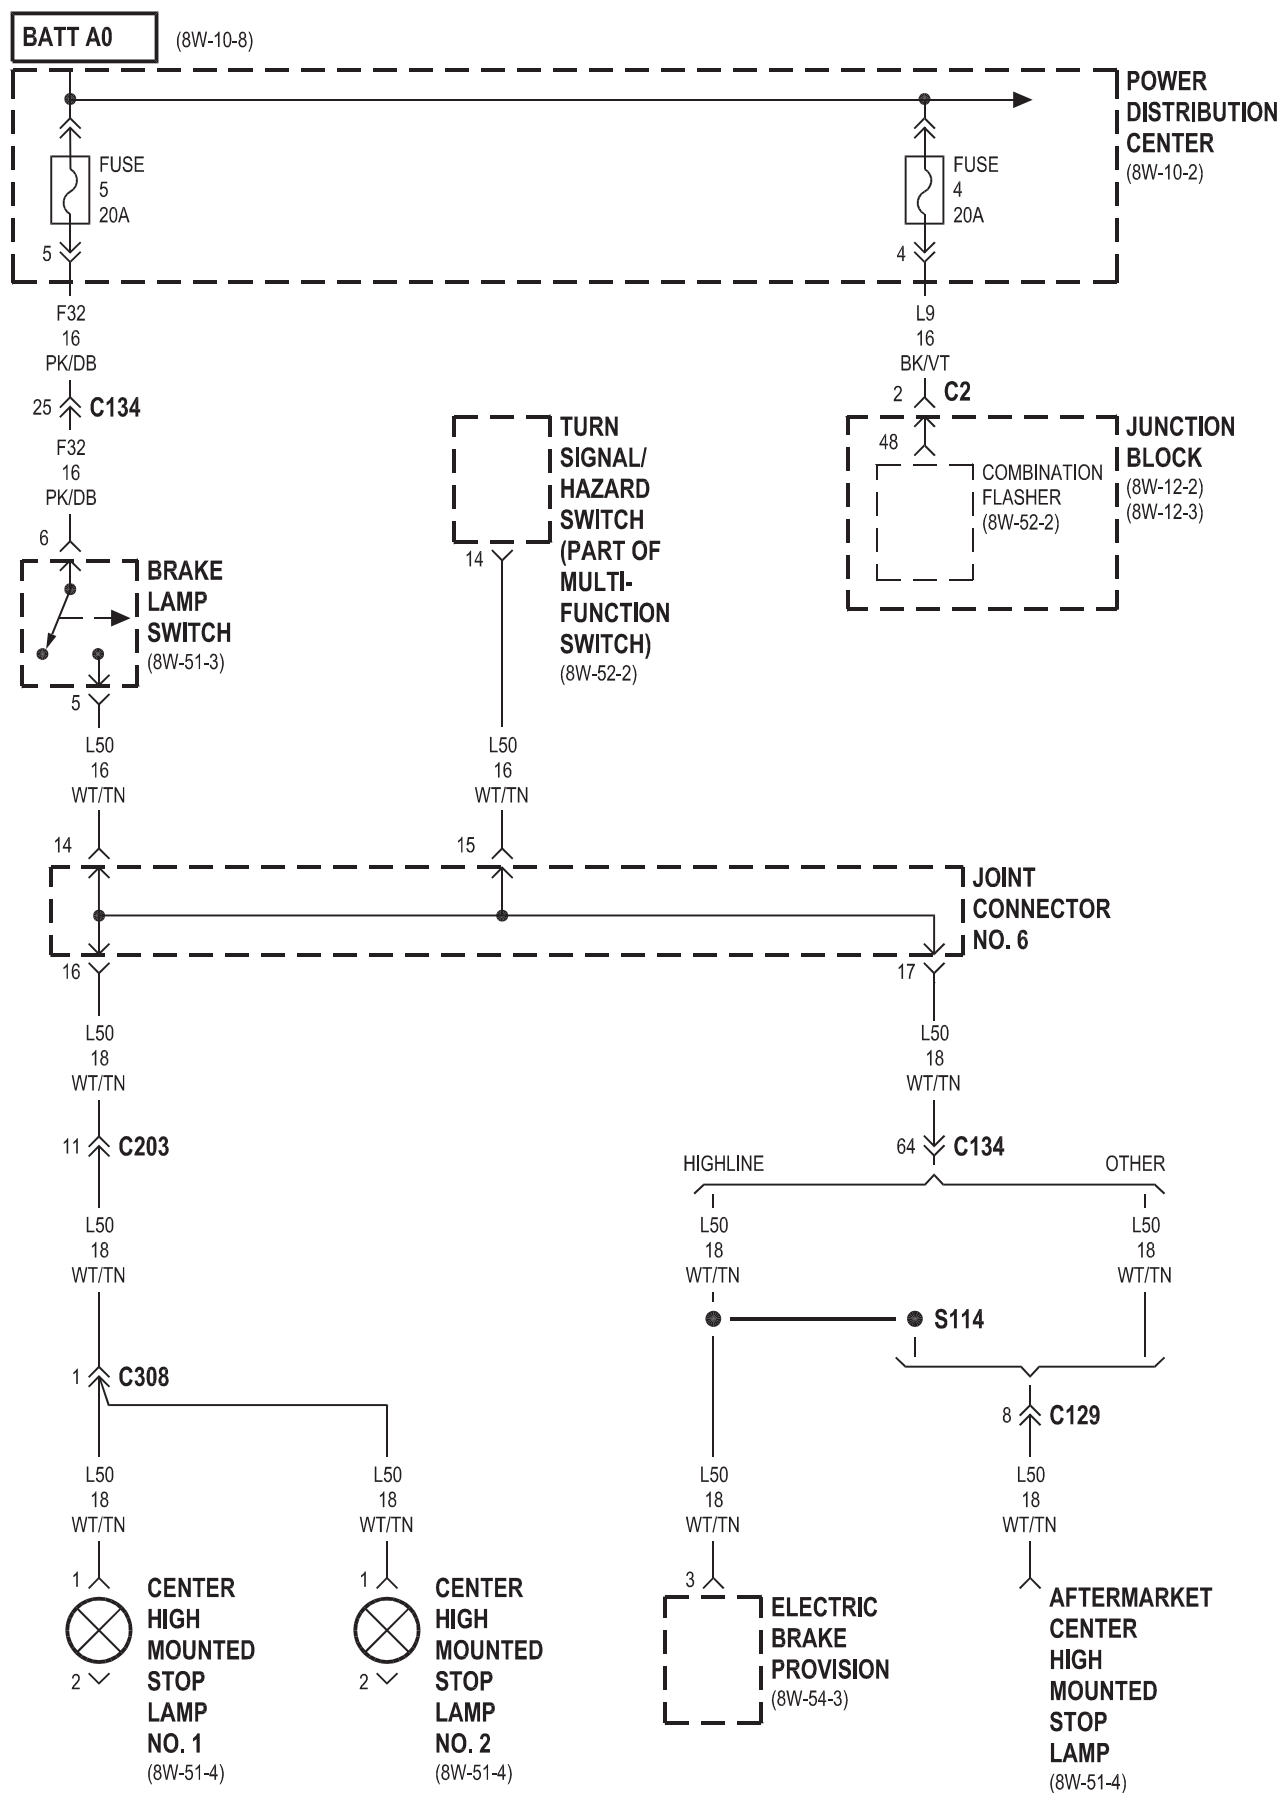 BATT A0
(8W-10-8)
POWER
DISTRIBUTION
CENTER
(8W-10-2)
FUSE
5
20A
5
FUSE
4
20A
4
F32
16
PK/DB
25
C134
F32
16
PK/DB
6
BRAKE
LAMP
SWITCH
(8W-51-3)
5
L50
16
WT/TN
14
TURN
SIGNAL/
HAZARD
SWITCH
(PART OF
MULTI-
FUNCTION
SWITCH)
(8W-52-2)
14
L50
16
WT/TN
15
L9
16
BK/VT
2
C2
48
COMBINATION
FLASHER
(8W-52-2)
JUNCTION
BLOCK
(8W-12-2)
(8W-12-3)
JOINT
CONNECTOR
NO. 6
16
17
L50
18
WT/TN
11
C203
L50
18
WT/TN
1
C308
L50
18
WT/TN
L50
18
WT/TN
1
2
CENTER
HIGH
MOUNTED
STOP
LAMP
NO. 1
(8W-51-4)
1
2
CENTER
HIGH
MOUNTED
STOP
LAMP
NO. 2
(8W-51-4)
L50
18
WT/TN
64
C134
HIGHLINE
OTHER
L50
18
WT/TN
L50
18
WT/TN
S114
8
C129
L50
18
WT/TN
L50
18
WT/TN
3
ELECTRIC
BRAKE
PROVISION
(8W-54-3)
AFTERMARKET
CENTER
HIGH
MOUNTED
STOP
LAMP
(8W-51-4)